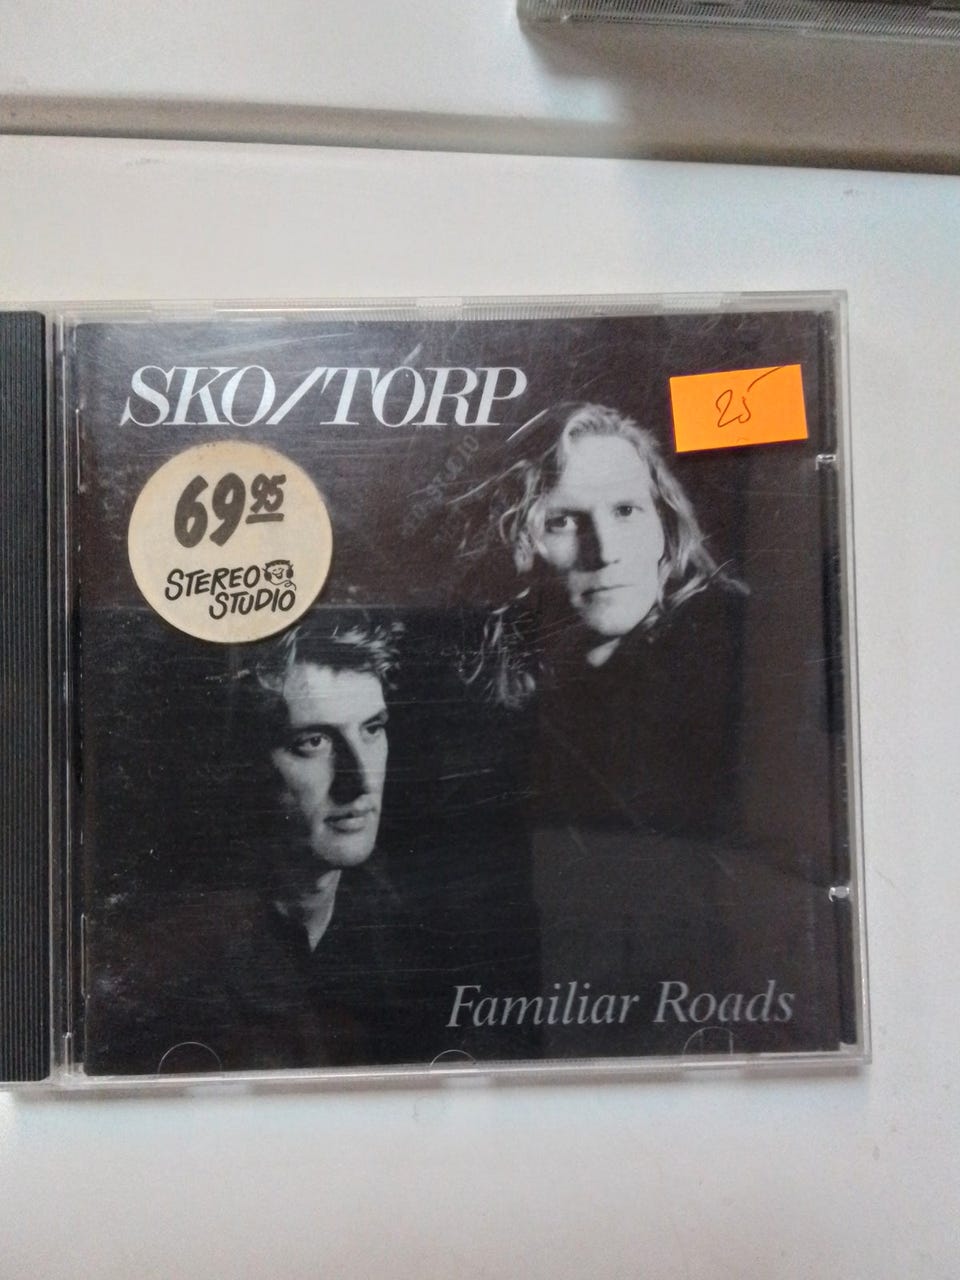 SKO/TORP
25
69 95
STEREO
STUDIO
Familiar Roads